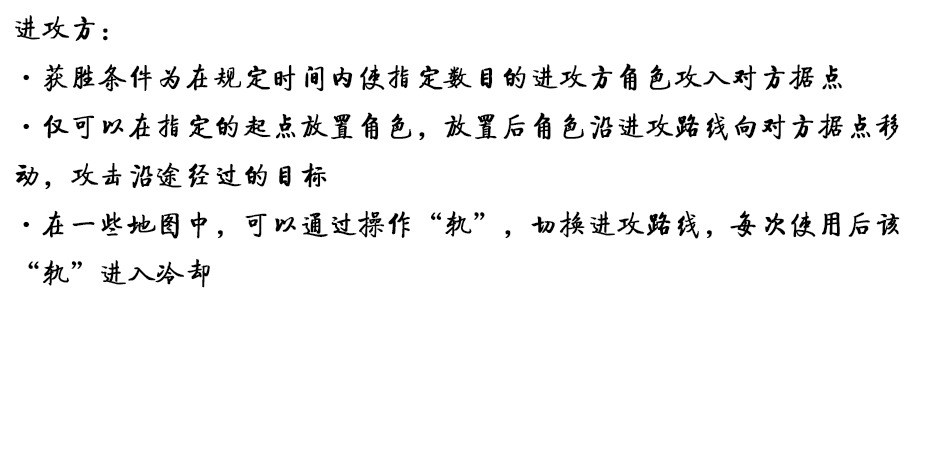 进攻方：
·获胜条件为在规定时间内使指定数目的进攻方角色攻入对方据点
·仅可以在指定的起点放置角色，放置后角色沿进攻路线向对方据点移
动，攻击沿途经过的目标
·在一些地图中，可以通过操作“轨”，切换进攻路线，每次使用后该
“轨”进入冷却